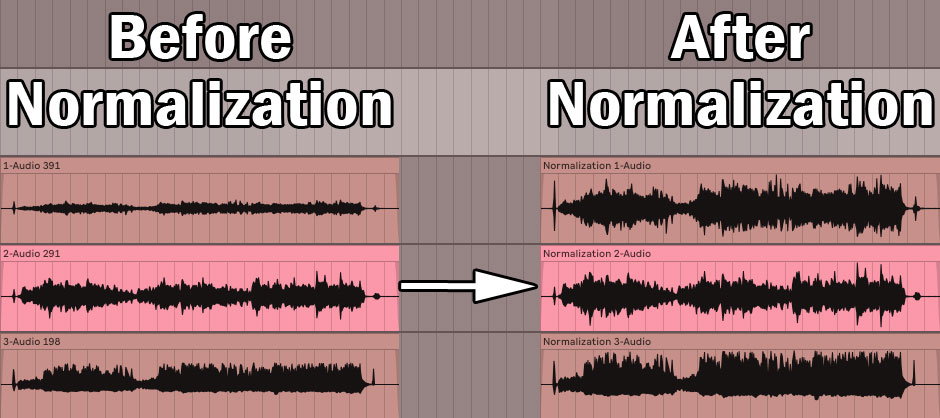 Before
Normalization
After
Normalization
1-Audio 391
Normalization 1-Audio
2-Audio 291
Normalization 2-Audio
3-Audio 198
Normalization 3-Audio